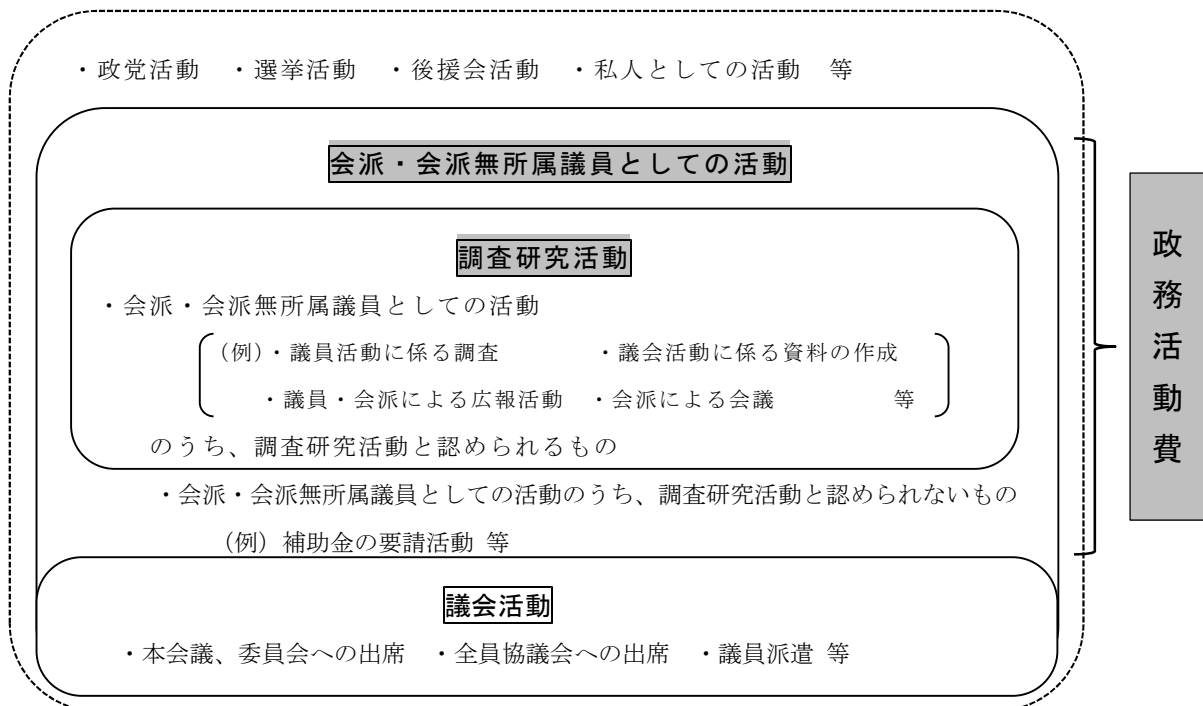 ・政党活動 ・選挙活動 ・後援会活動 ・私人としての活動 等
会派・会派無所属議員としての活動
調査研究活動
・会派・会派無所属議員としての活動
(例)・議員活動に係る調査 ・議会活動に係る資料の作成
・議員・会派による広報活動 ・会派による会議 等
のうち、調査研究活動と認められるもの
・会派・会派無所属議員としての活動のうち、調査研究活動と認められないもの
(例)補助金の要請活動 等
議会活動
・本会議、委員会への出席 ・全員協議会への出席 ・議員派遣 等
政務活動費